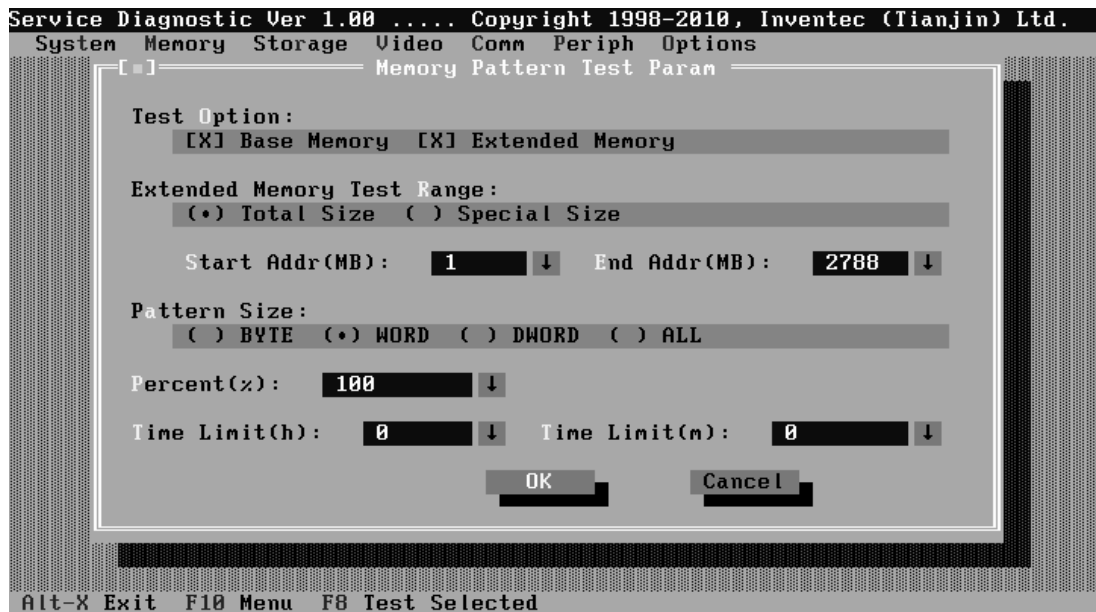 Service Diagnostic Ver 1.00 ..... Copyright 1998-2010, Inventec (Tianjin) Ltd.
System Memory Storage Video Comm Periph Options
[■] Memory Pattern Test Param
Test Option:
[X] Base Memory [X] Extended Memory
Extended Memory Test Range:
(•) Total Size ( ) Special Size
Start Addr(MB): 1 ↓ End Addr(MB): 2788 ↓
Pattern Size:
( ) BYTE (•) WORD ( ) DWORD ( ) ALL
Percent(%): 100 ↓
Time Limit(h): 0 ↓ Time Limit(m): 0 ↓
OK Cancel
Alt-X Exit F10 Menu F8 Test Selected